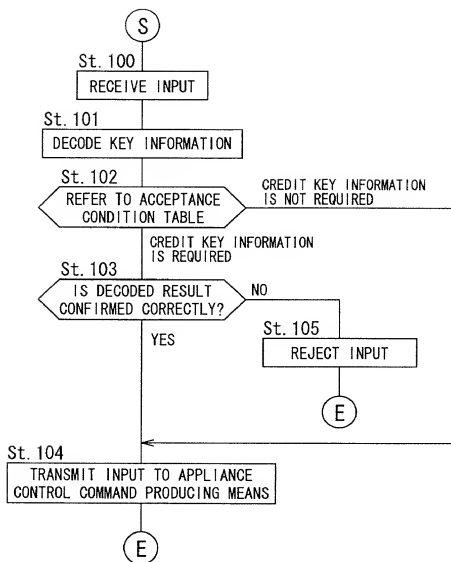 S
St. 100
RECEIVE INPUT
St. 101
DECODE KEY INFORMATION
St. 102
REFER TO ACCEPTANCE
CONDITION TABLE
CREDIT KEY INFORMATION
IS NOT REQUIRED
CREDIT KEY INFORMATION
IS REQUIRED
St. 103
IS DECODED RESULT
CONFIRMED CORRECTLY?
NO
YES
St. 105
REJECT INPUT
E
St. 104
TRANSMIT INPUT TO APPLIANCE
CONTROL COMMAND PRODUCING MEANS
E